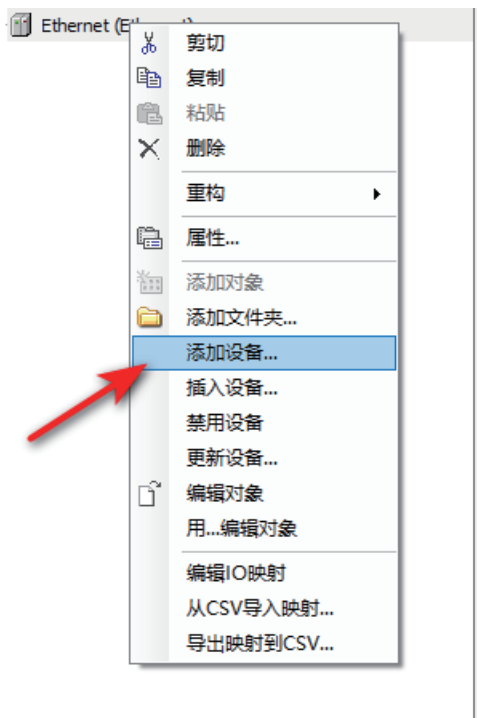 Ethernet (E
剪切
复制
粘贴
删除
重构
属性...
添加对象
添加文件夹...
添加设备...
插入设备...
禁用设备
更新设备...
编辑对象
用...编辑对象
编辑IO映射
从CSV导入映射...
导出映射到CSV...